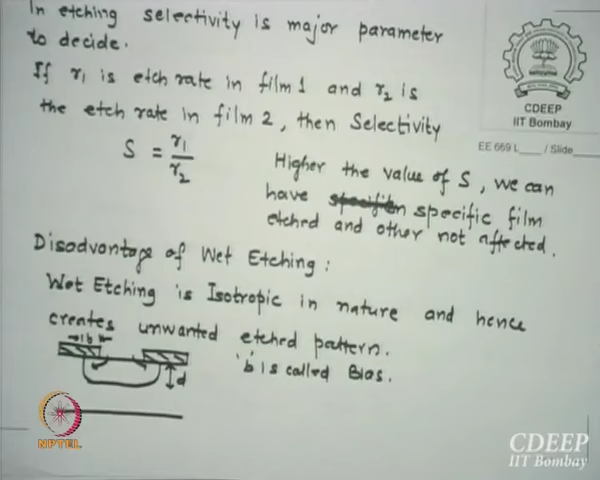 In etching selectivity is major parameter
to decide.
If r1 is etch rate in film 1 and r2 is
the etch rate in film 2, then Selectivity
S = r1/r2
Higher the value of S, we can
have specific film
etched and other not affected.
Disadvantage of Wet Etching:
Wet Etching is Isotropic in nature and hence
creates unwanted etched pattern.
b
'b' is called Bias.
d
CDEEP
IIT Bombay
EE 669 L___ / Slide___
NPTEL
CDEEP
IIT Bombay